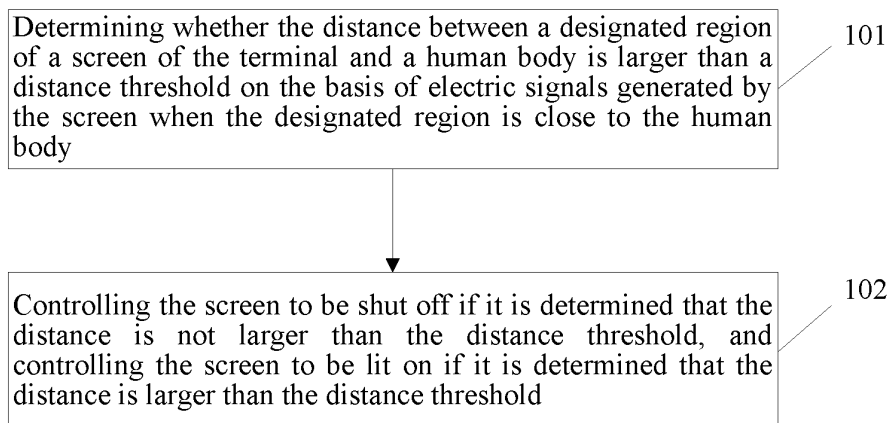 Determining whether the distance between a designated region
of a screen of the terminal and a human body is larger than a
distance threshold on the basis of electric signals generated by
the screen when the designated region is close to the human
body
101
Controlling the screen to be shut off if it is determined that the
distance is not larger than the distance threshold, and
controlling the screen to be lit on if it is determined that the
distance is larger than the distance threshold
102